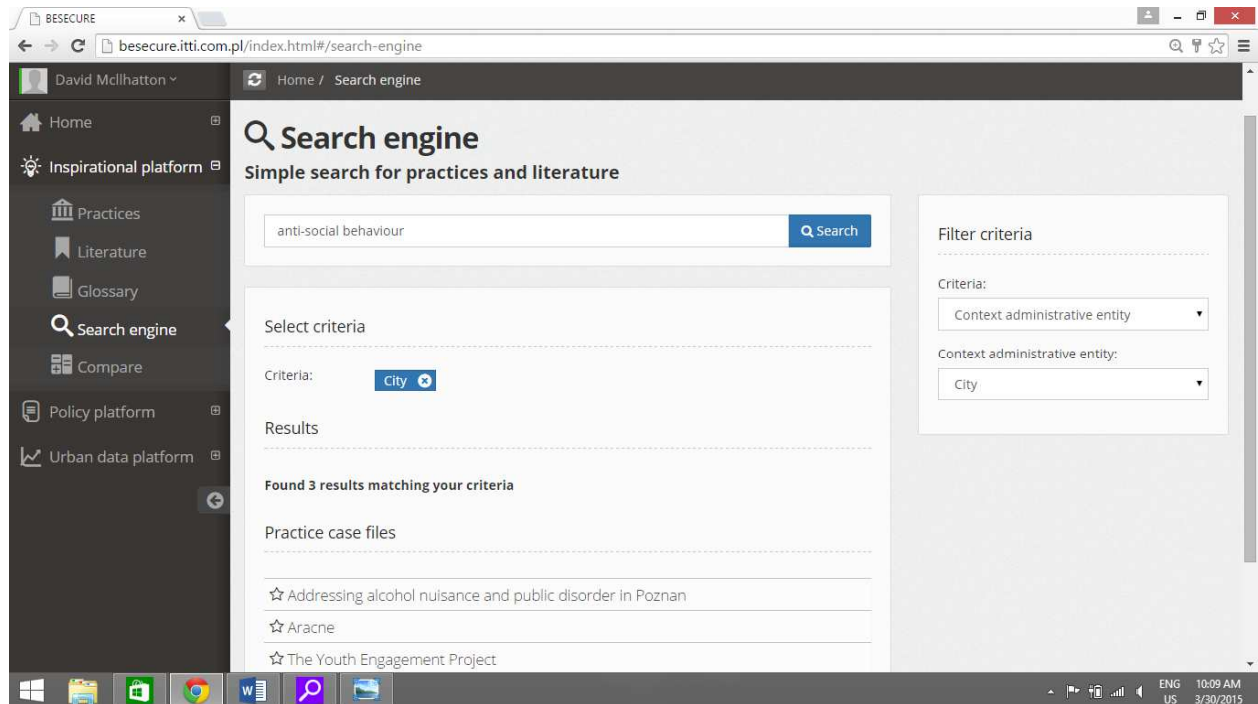 BESECURE
besecure.itti.com.pl/index.html#/search-engine
David McIlhatton
Home / Search engine
Home
Inspirational platform
Practices
Literature
Glossary
Search engine
Compare
Policy platform
Urban data platform
Search engine
Simple search for practices and literature
anti-social behaviour
Search
Select criteria
Criteria:
City
Results
Found 3 results matching your criteria
Practice case files
Addressing alcohol nuisance and public disorder in Poznan
Aracne
The Youth Engagement Project
Filter criteria
Criteria:
Context administrative entity
Context administrative entity:
City
ENG
US
10:09 AM
3/30/2015